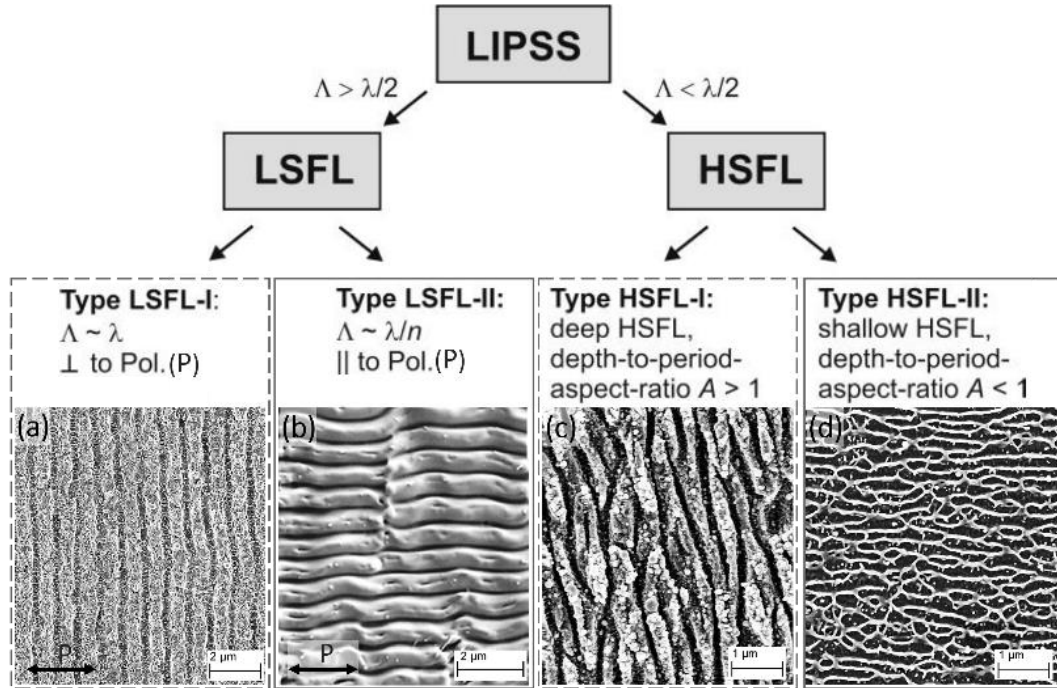 LIPSS
Λ > λ/2
Λ < λ/2
LSFL
HSFL
Type LSFL-I:
Λ ~ λ
⊥ to Pol.(P)
Type LSFL-II:
Λ ~ λ/n
|| to Pol.(P)
Type HSFL-I:
deep HSFL,
depth-to-period-
aspect-ratio A > 1
Type HSFL-II:
shallow HSFL,
depth-to-period-
aspect-ratio A < 1
(a)
(b)
(c)
(d)
P
2 µm
P
2 µm
1 µm
1 µm